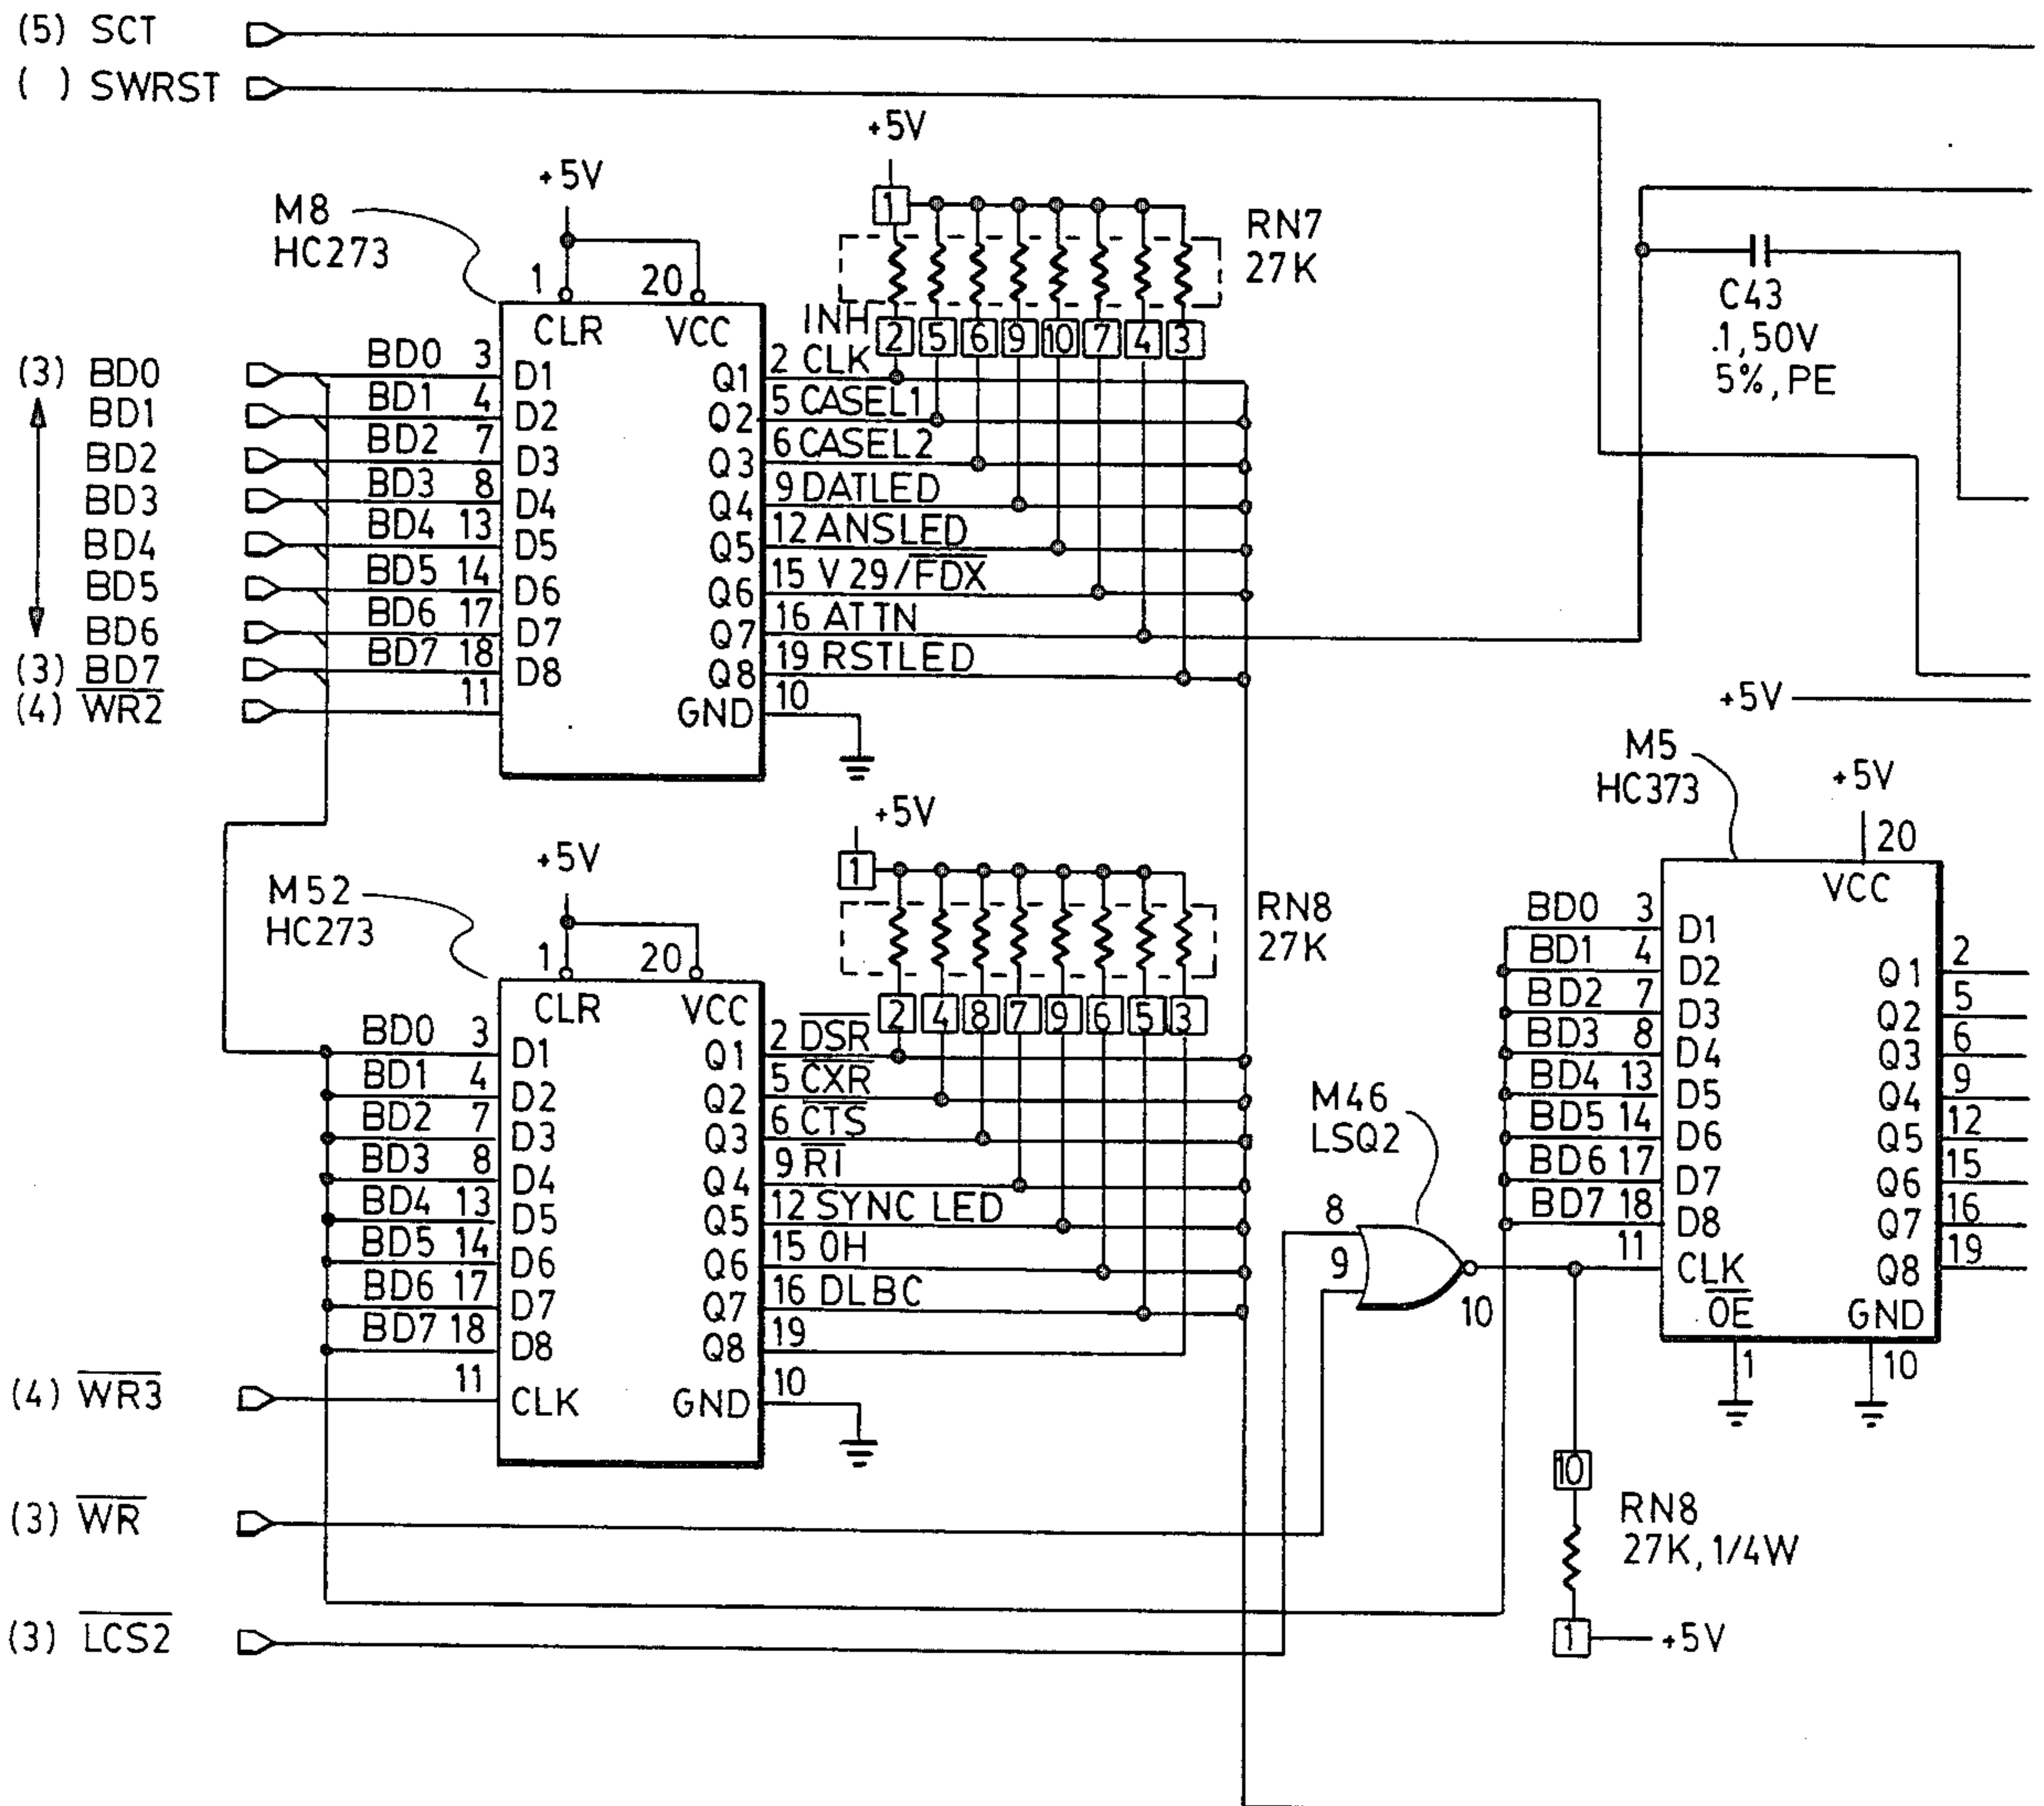 (5) SCT
( ) SWRST
+5V
+5V
M8
HC273
1
20
CLR
VCC
1
RN7
27K
C43
.1,50V
5%, PE
INH
CLK
2
5
6
9
10
7
4
3
(3) BD0
BD1
BD2
BD3
BD4
BD5
BD6
(3) BD7
(4) WR2
BD0 3 D1 Q1 2
BD1 4 D2 Q2 5 CASEL1
BD2 7 D3 Q3 6 CASEL2
BD3 8 D4 Q4 9 DATLED
BD4 13 D5 Q5 12 ANSLED
BD5 14 D6 Q6 15 V29/FDX
BD6 17 D7 Q7 16 ATTN
BD7 18 D8 Q8 19 RSTLED
11 GND 10
+5V
M5
HC373
+5V
20
VCC
+5V
+5V
M52
HC273
1
20
CLR
VCC
1
RN8
27K
2
4
8
7
9
6
5
3
BD0 3 D1 Q1 2 DSR
BD1 4 D2 Q2 5 CXR
BD2 7 D3 Q3 6 CTS
BD3 8 D4 Q4 9 RI
BD4 13 D5 Q5 12 SYNC LED
BD5 14 D6 Q6 15 OH
BD6 17 D7 Q7 16 DLBC
BD7 18 D8 Q8 19
11 CLK GND 10
(4) WR3
(3) WR
(3) LCS2
M46
LSQ2
8
9
10
BD0 3 D1 Q1 2
BD1 4 D2 Q2 5
BD2 7 D3 Q3 6
BD3 8 D4 Q4 9
BD4 13 D5 Q5 12
BD5 14 D6 Q6 15
BD6 17 D7 Q7 16
BD7 18 D8 Q8 19
11 CLK
OE GND
1
10
10
RN8
27K, 1/4W
1
+5V